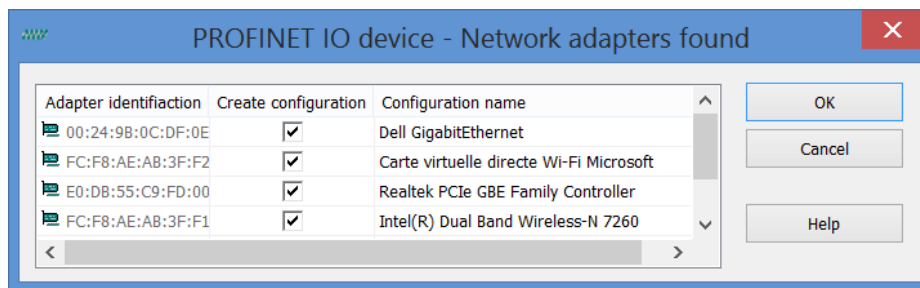 PROFINET IO device - Network adapters found
Adapter identifiaction Create configuration Configuration name
00:24:9B:0C:DF:0E Dell GigabitEthernet
FC:F8:AE:AB:3F:F2 Carte virtuelle directe Wi-Fi Microsoft
E0:DB:55:C9:FD:00 Realtek PCIe GBE Family Controller
FC:F8:AE:AB:3F:F1 Intel(R) Dual Band Wireless-N 7260
OK
Cancel
Help